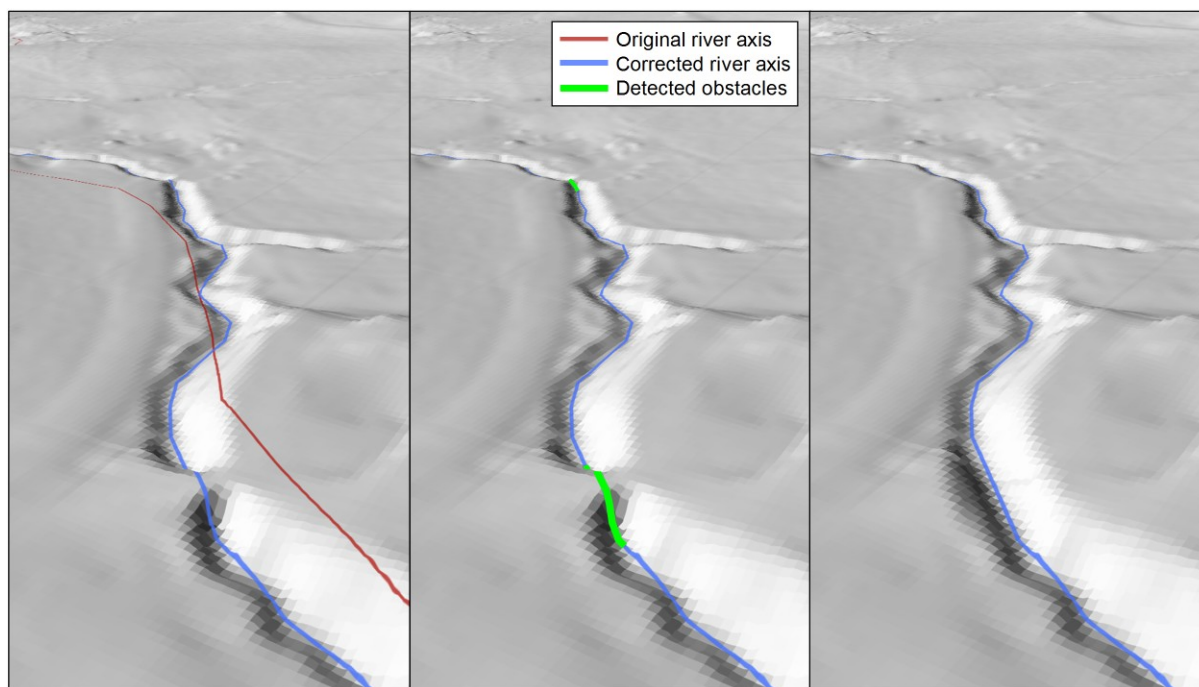 Original river axis
Corrected river axis
Detected obstacles